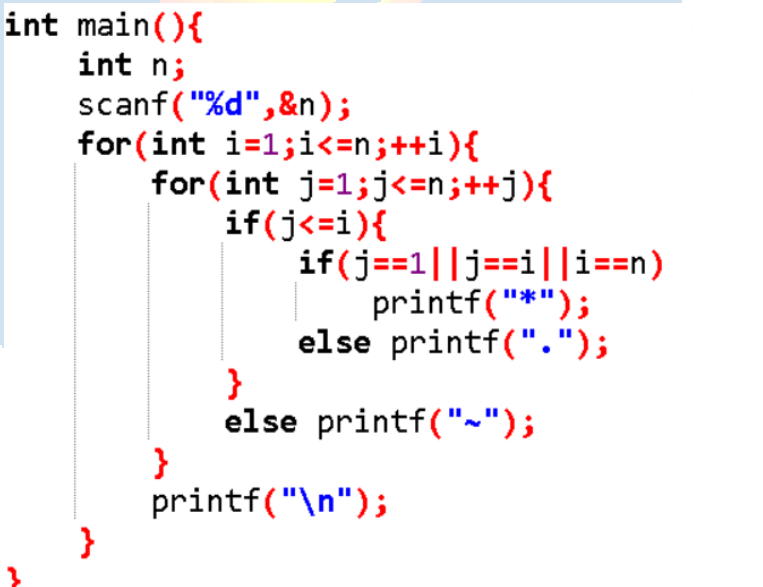 int main(){
    int n;
    scanf("%d",&n);
    for(int i=1;i<=n;++i){
        for(int j=1;j<=n;++j){
            if(j<=i){
                if(j==1||j==i||i==n)
                    printf("*");
                else printf(".");
            }
            else printf("~");
        }
        printf("\n");
    }
}